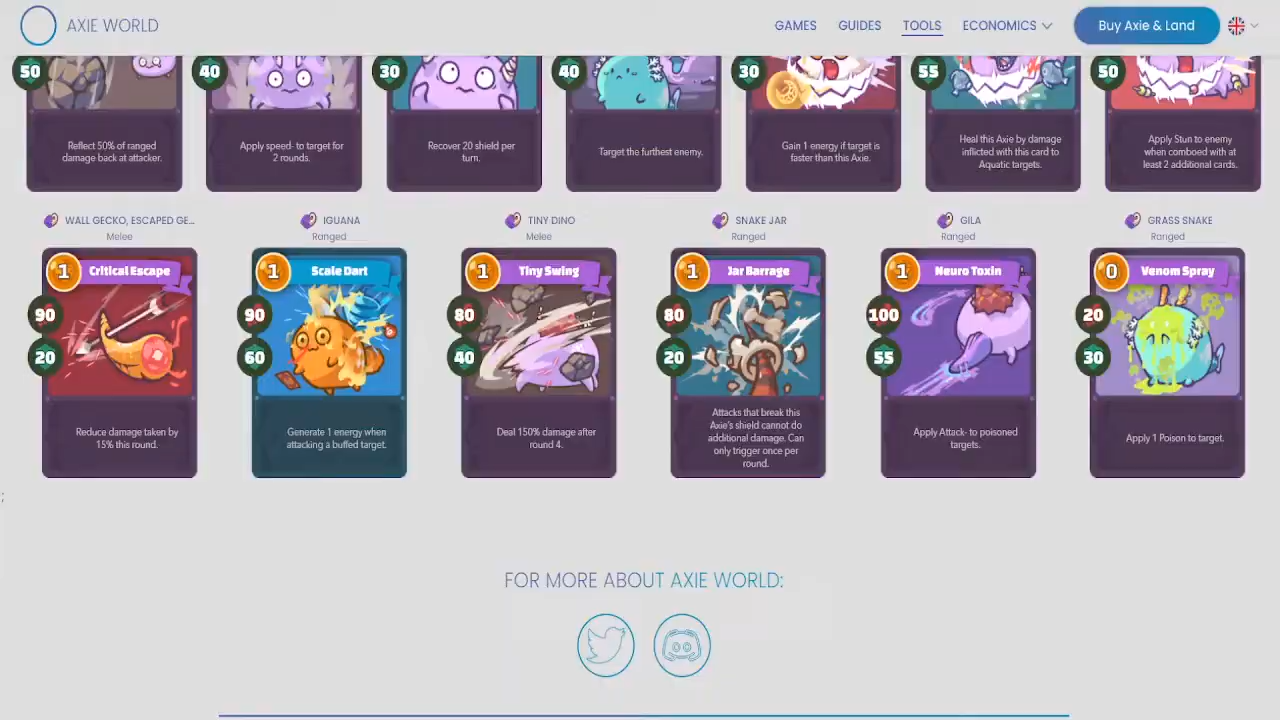 AXIE WORLD
GAMES GUIDES TOOLS ECONOMICS Buy Axie & Land
50 40 30 40 30 55 50
Reflect 50% of ranged
damage back at attacker.
Apply speed- to target for
2 rounds.
Recover 20 shield per
turn.
Target the furthest enemy.
Gain 1 energy if target is
faster than this Axie.
Heal this Axie by damage
inflicted with this card to
Aquatic targets.
Apply Stun to enemy
when comboed with at
least 2 additional cards.
WALL GECKO, ESCAPED GE...
Melee
1 Critical Escape
90
20
Reduce damage taken by
15% this round.
IGUANA
Ranged
1 Scale Dart
90
60
Generate 1 energy when
attacking a buffed target.
TINY DINO
Melee
1 Tiny Swing
80
40
Deal 150% damage after
round 4.
SNAKE JAR
Ranged
1 Jar Barrage
80
20
Attacks that break this
Axie's shield cannot do
additional damage. Can
only trigger once per
round.
GILA
Ranged
1 Neuro Toxin
100
55
Apply Attack- to poisoned
targets.
GRASS SNAKE
Ranged
0 Venom Spray
20
30
Apply 1 Poison to target.
;
FOR MORE ABOUT AXIE WORLD: